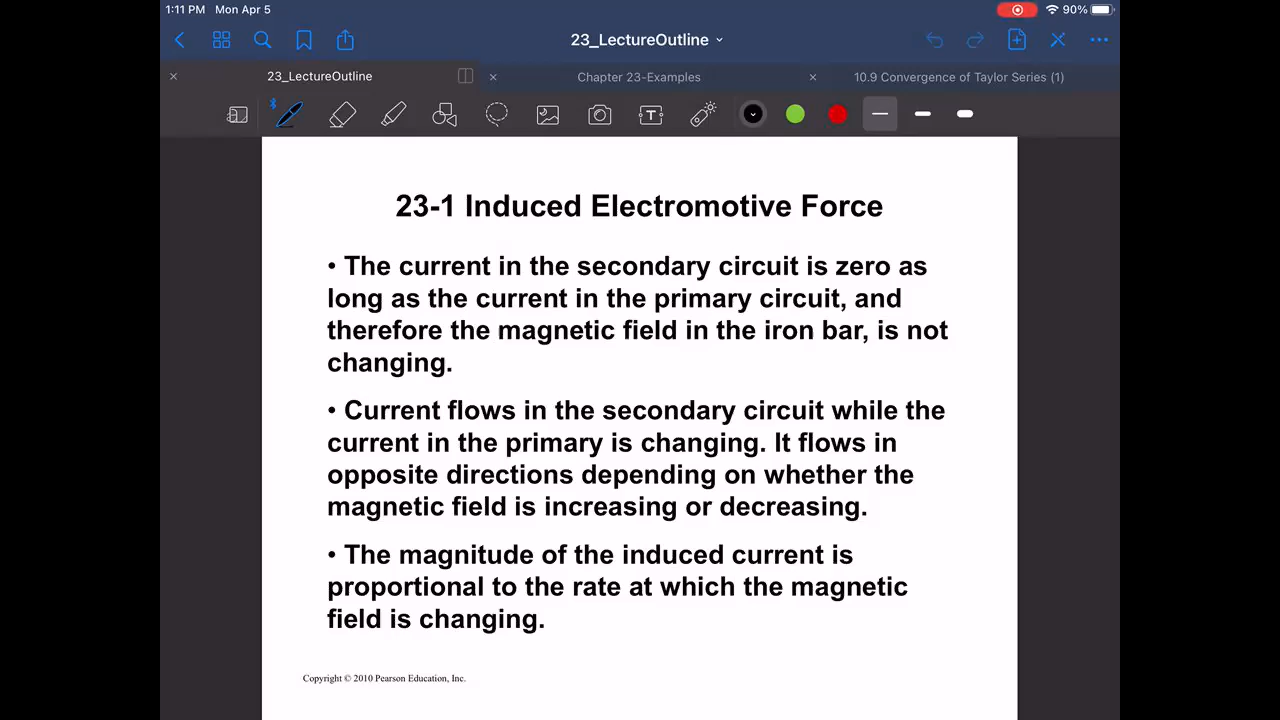 1:11 PM Mon Apr 5 90%
23_LectureOutline
23_LectureOutline Chapter 23-Examples 10.9 Convergence of Taylor Series (1)
T
23-1 Induced Electromotive Force
• The current in the secondary circuit is zero as
long as the current in the primary circuit, and
therefore the magnetic field in the iron bar, is not
changing.
• Current flows in the secondary circuit while the
current in the primary is changing. It flows in
opposite directions depending on whether the
magnetic field is increasing or decreasing.
• The magnitude of the induced current is
proportional to the rate at which the magnetic
field is changing.
Copyright © 2010 Pearson Education, Inc.